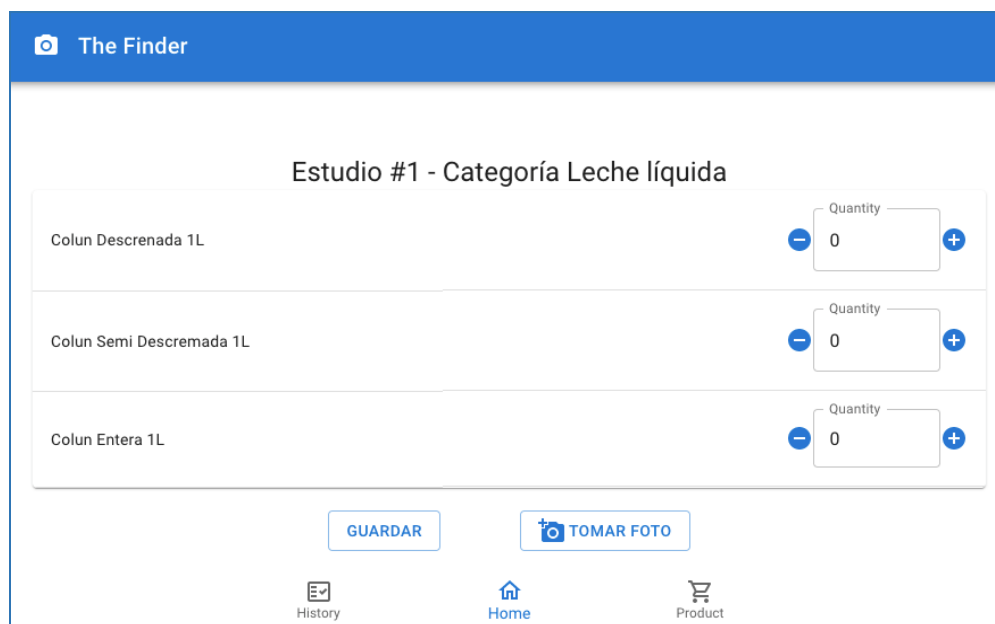 The Finder
Estudio #1 - Categoría Leche líquida
Quantity
Colun Descrenada 1L
0
Quantity
Colun Semi Descremada 1L
0
Quantity
Colun Entera 1L
0
GUARDAR
TOMAR FOTO
History
Home
Product